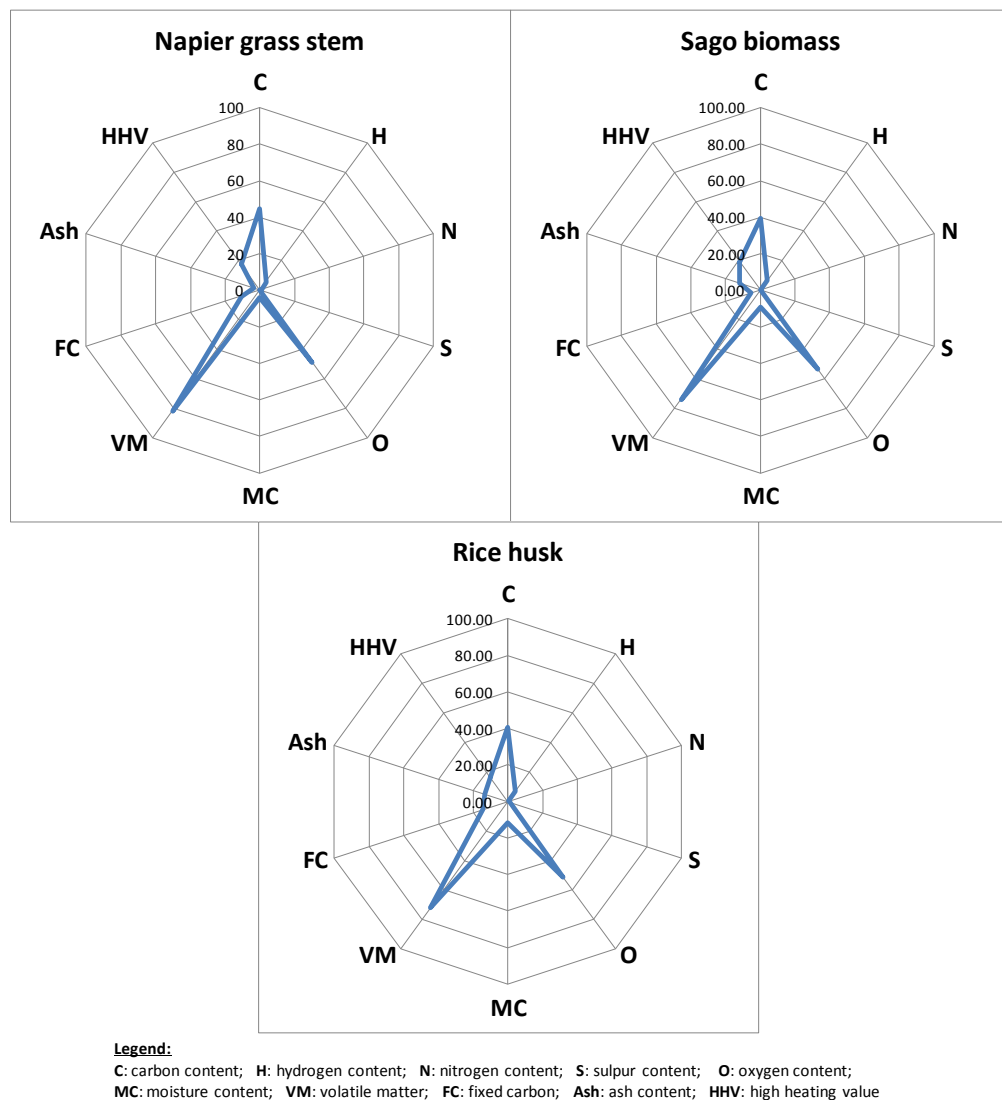 Napier grass stem
C
H
N
S
O
MC
VM
FC
Ash
HHV
100
80
60
40
20
0
Sago biomass
C
H
N
S
O
MC
VM
FC
Ash
HHV
100.00
80.00
60.00
40.00
20.00
0.00
Rice husk
C
H
N
S
O
MC
VM
FC
Ash
HHV
100.00
80.00
60.00
40.00
20.00
0.00
Legend:
C: carbon content; H: hydrogen content; N: nitrogen content; S: sulpur content; O: oxygen content;
MC: moisture content; VM: volatile matter; FC: fixed carbon; Ash: ash content; HHV: high heating value